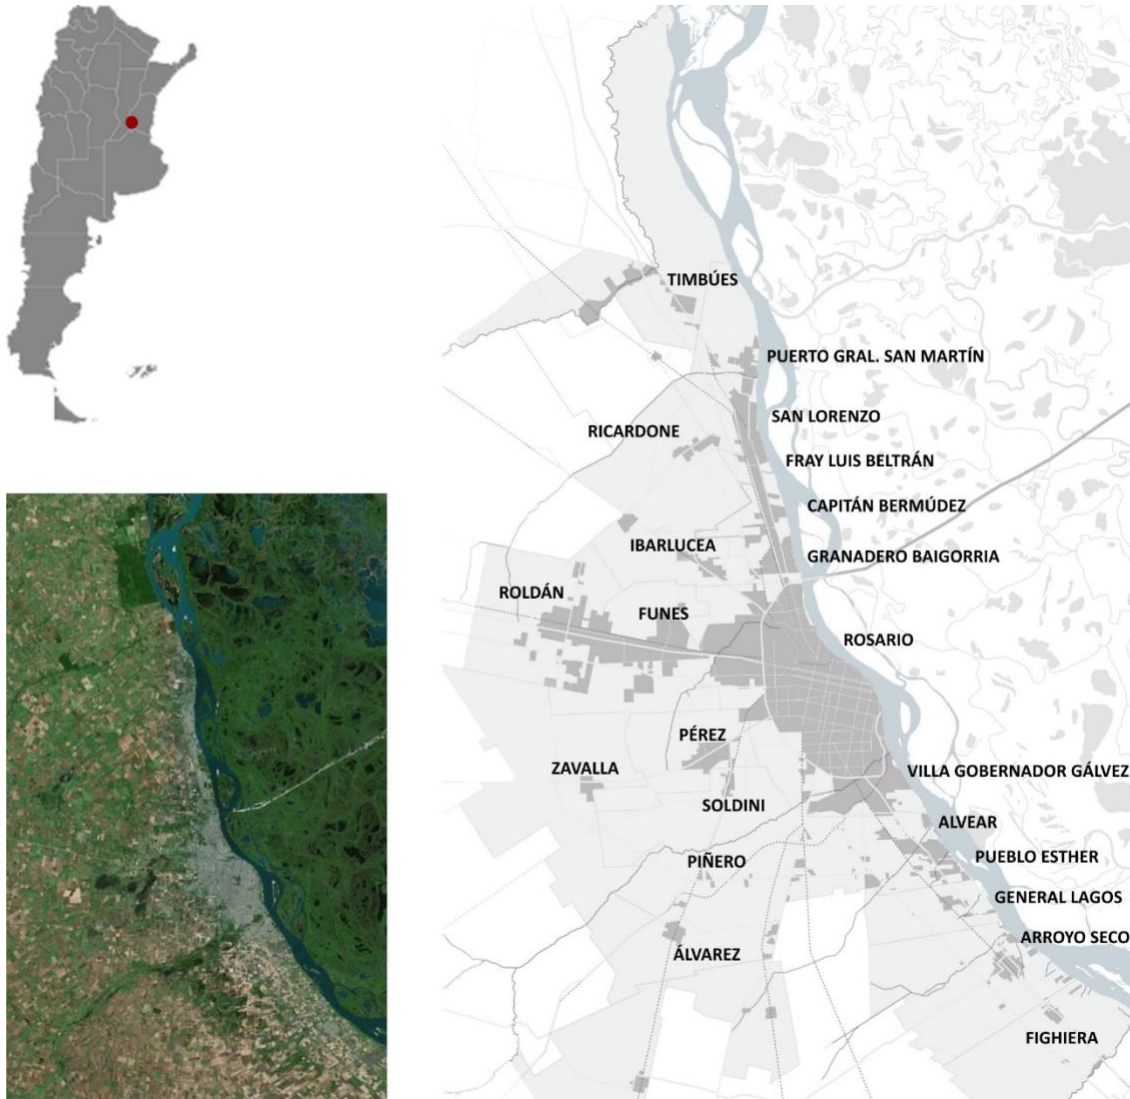 TIMBÚES
PUERTO GRAL. SAN MARTÍN
SAN LORENZO
RICARDONE
FRAY LUIS BELTRÁN
CAPITÁN BERMÚDEZ
IBARLUCEA
GRANADERO BAIGORRIA
ROLDÁN
FUNES
ROSARIO
PÉREZ
ZAVALLA
VILLA GOBERNADOR GÁLVEZ
SOLDINI
ALVEAR
PIÑERO
PUEBLO ESTHER
GENERAL LAGOS
ARROYO SECO
ÁLVAREZ
FIGHIERA